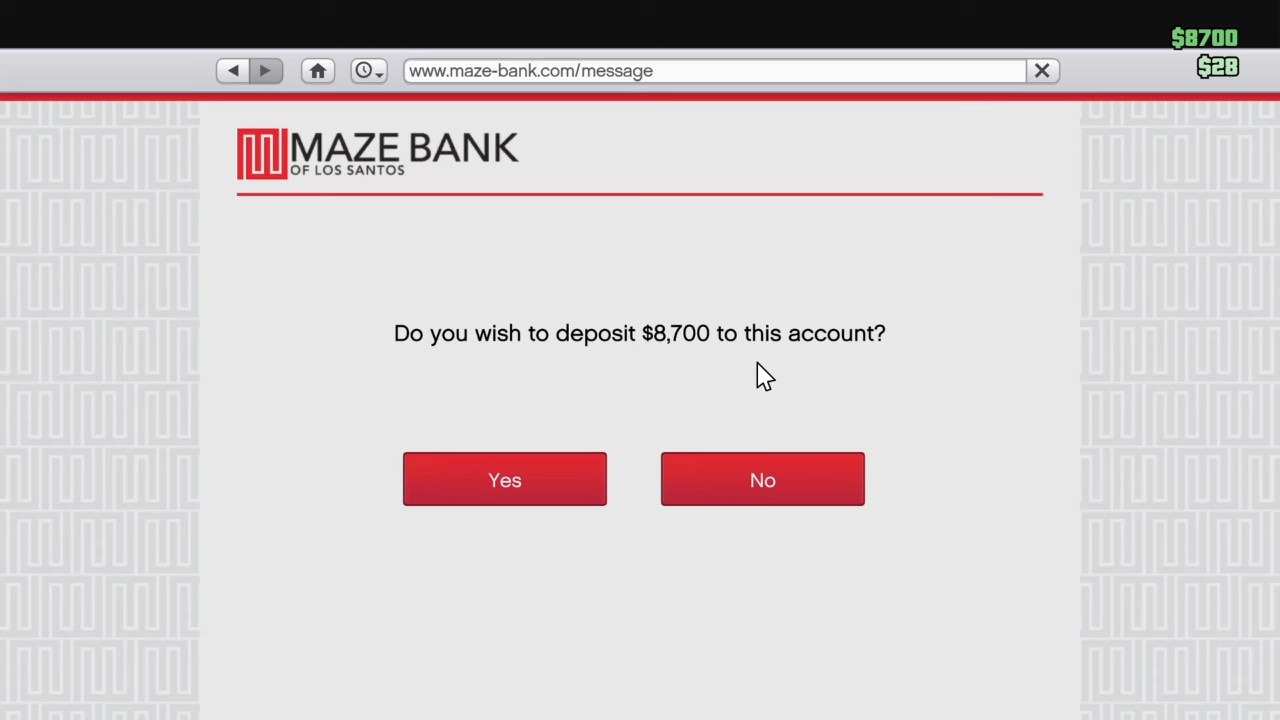 $8700
$28
www.maze-bank.com/message
MAZE BANK
OF LOS SANTOS
Do you wish to deposit $8,700 to this account?
Yes
No